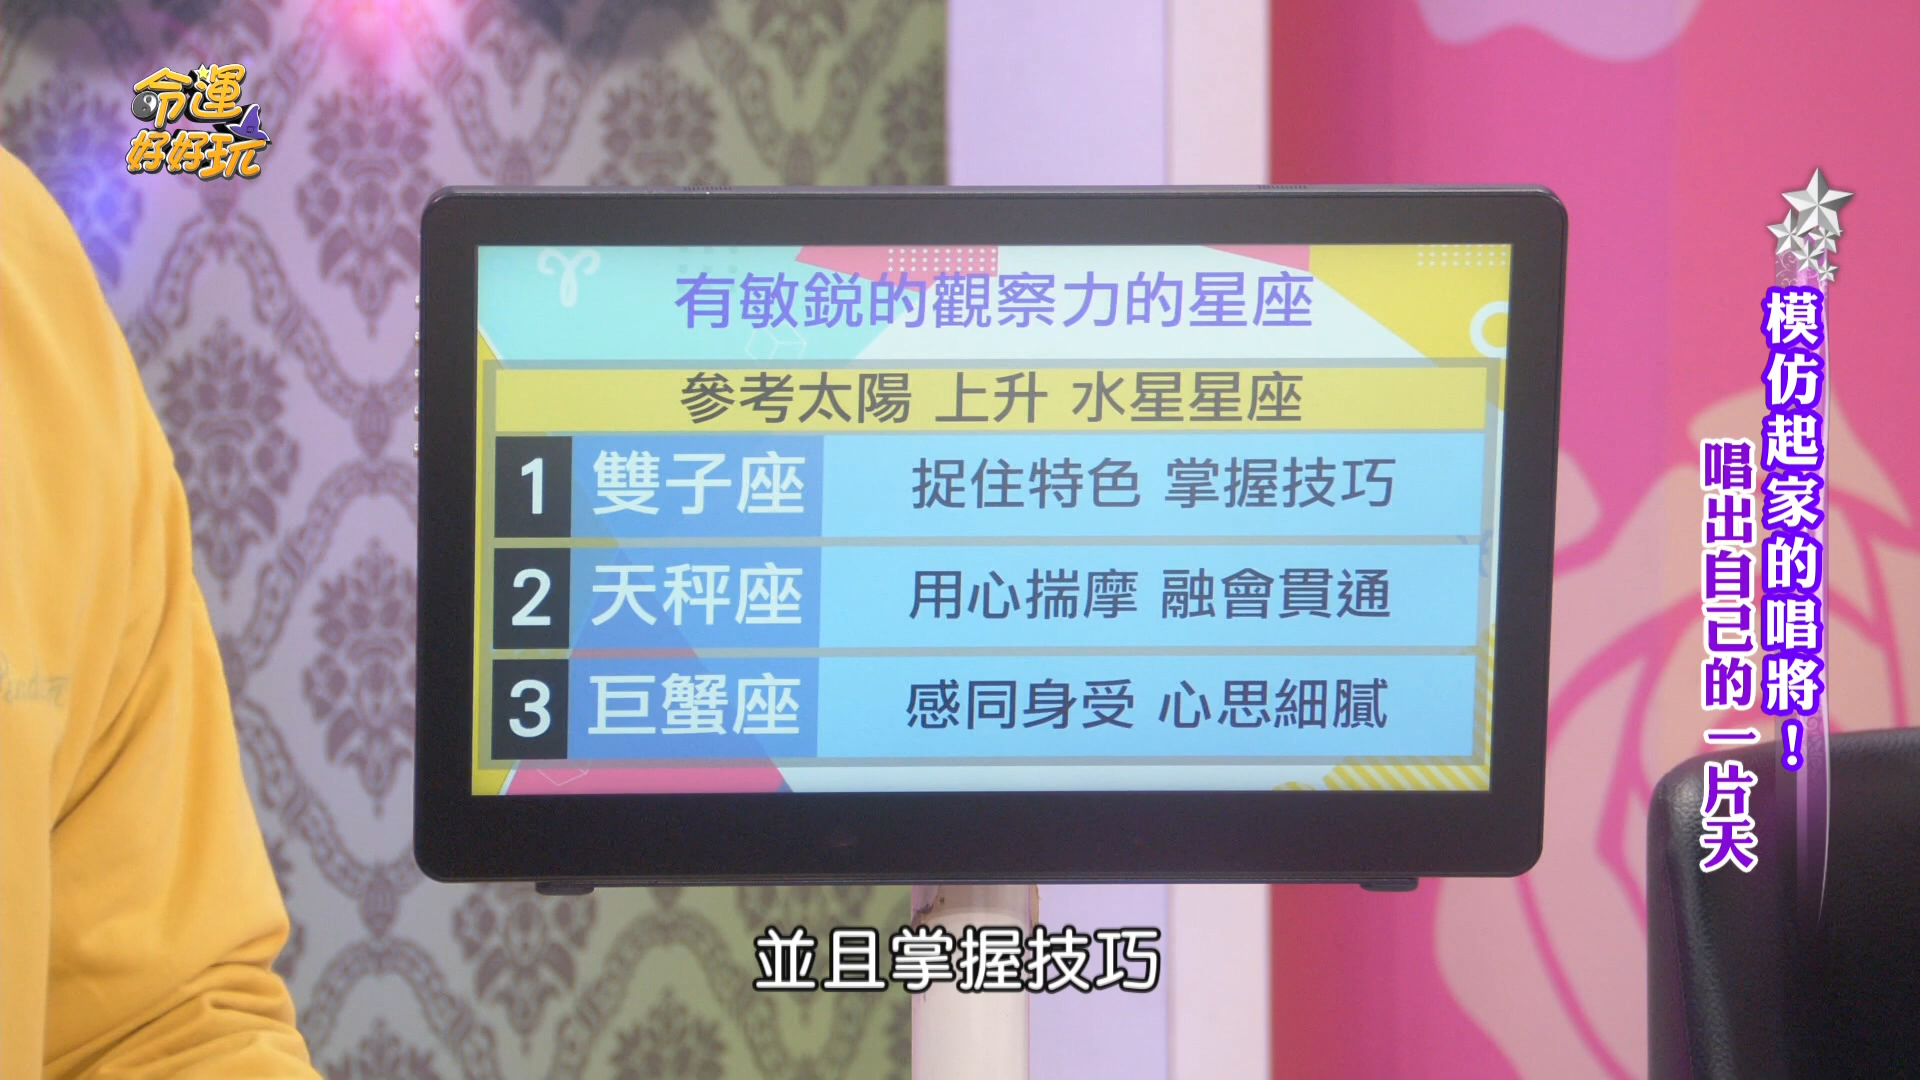 命運
好好玩
有敏鋭的觀察力的星座
參考太陽 上升 水星星座
1 雙子座 捉住特色 掌握技巧
2 天秤座 用心揣摩 融會貫通
3 巨蟹座 感同身受 心思細膩
模仿起家的唱將！
唱出自己的一片天
並且掌握技巧